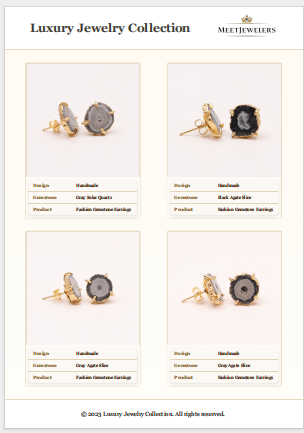 Luxury Jewelry Collection
MEETJEWELERS
Design Handmade
Gemstone Gray Solar Quartz
Product Fashion Gemstone Earrings
Design Handmade
Gemstone Black Agate Slice
Product Fashion Gemstone Earrings
Design Handmade
Gemstone Gray Agate Slice
Product Fashion Gemstone Earrings
Design Handmade
Gemstone Gray Agate Slice
Product Fashion Gemstone Earrings
© 2023 Luxury Jewelry Collection. All rights reserved.